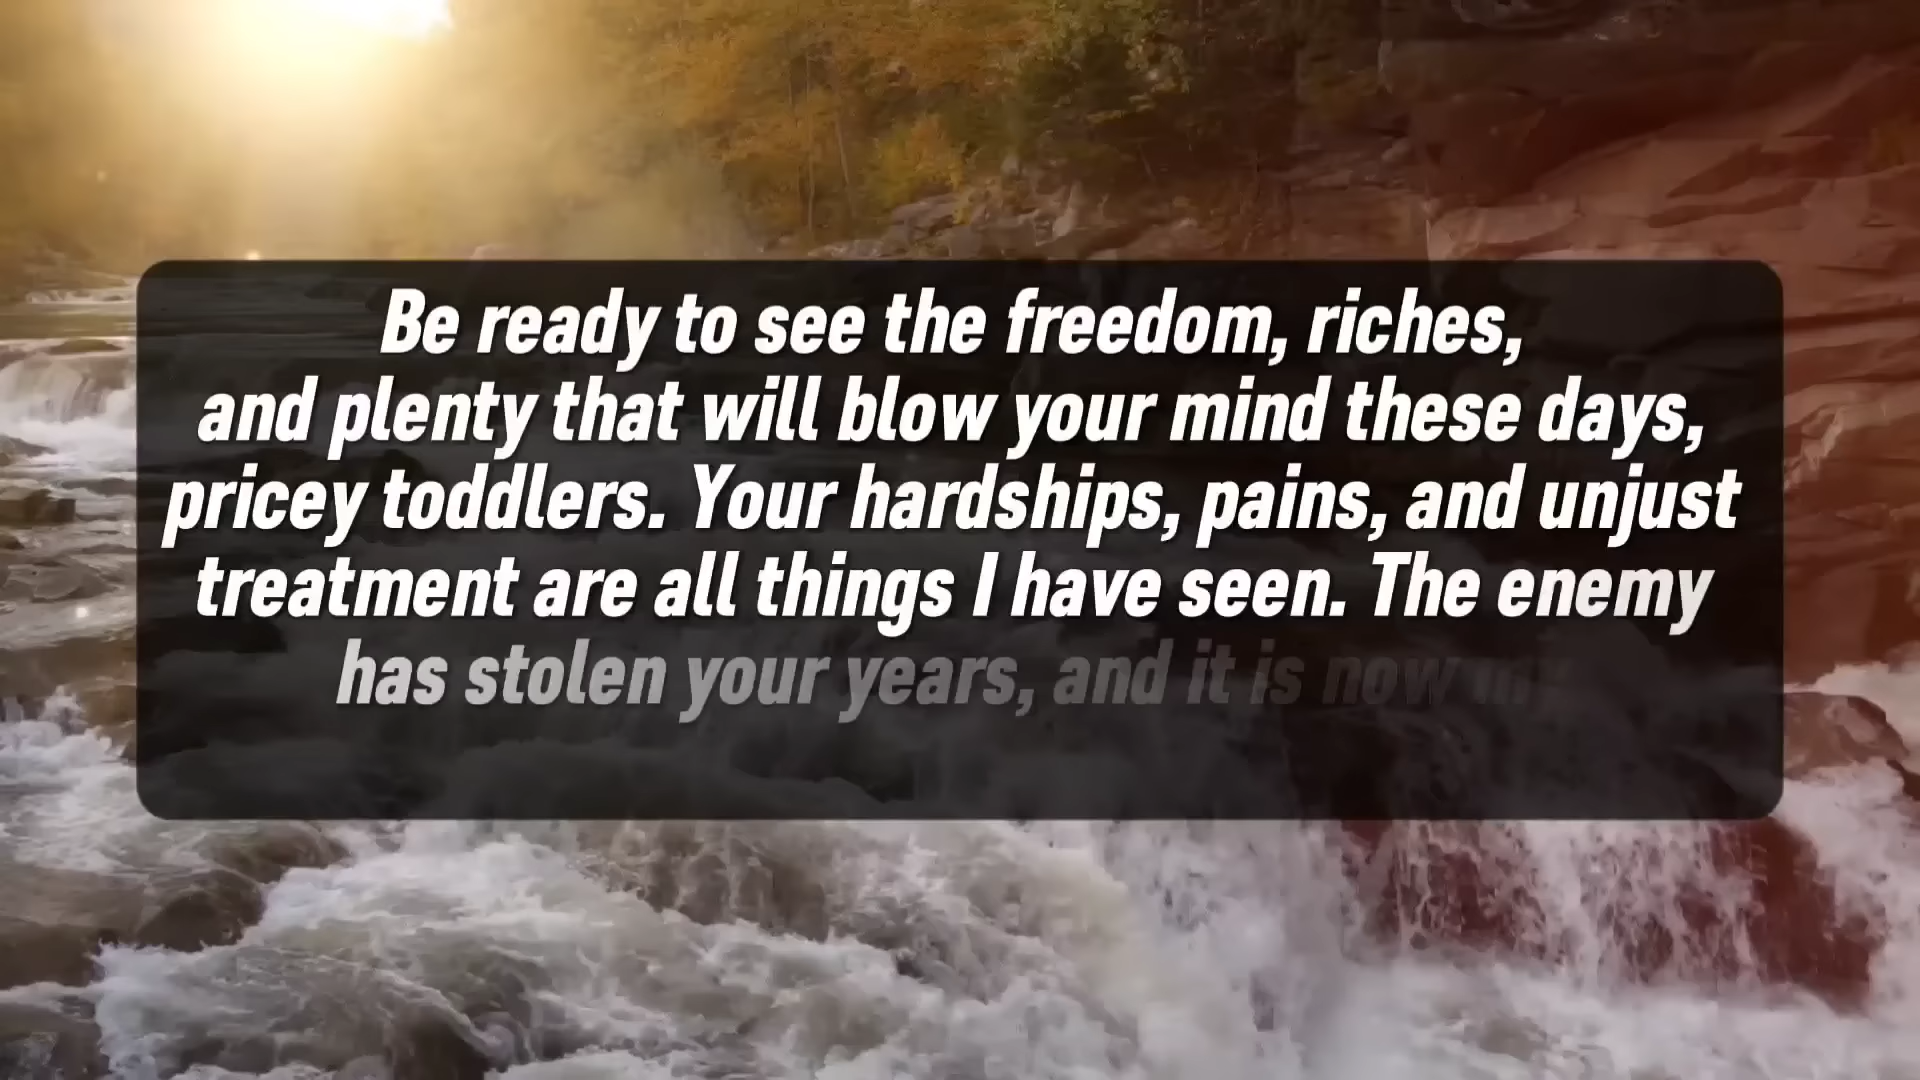 Be ready to see the freedom, riches,
and plenty that will blow your mind these days,
pricey toddlers. Your hardships, pains, and unjust
treatment are all things I have seen. The enemy
has stolen your years, and it is now